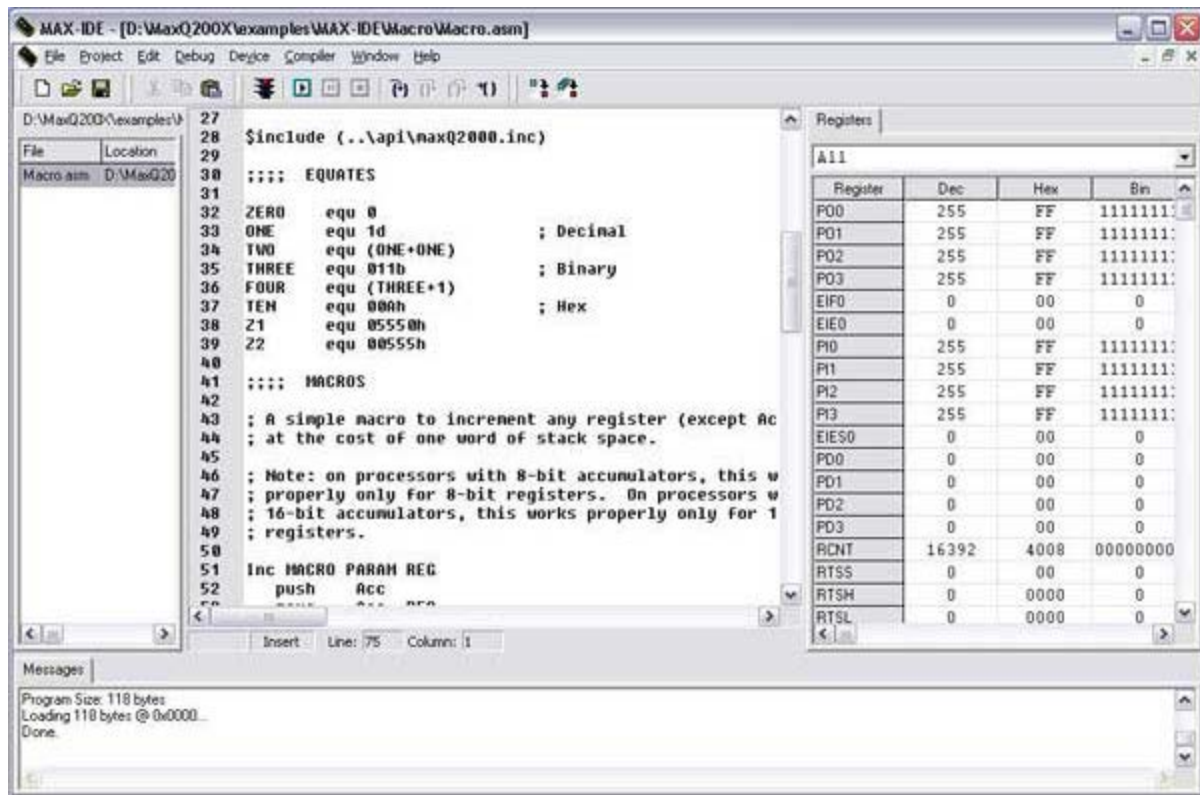 MAX-IDE - [D:\MaxQ200X\examples\MAX-IDE\Macro\Macro.asm]
File Project Edit Debug Device Compiler Window Help
D:\MaxQ200X\examples\M
File Location
Macro.asm D:\MaxQ20
27
28 $include (..\api\maxQ2000.inc)
29
30 ;;;; EQUATES
31
32 ZERO equ 0
33 ONE equ 1d ; Decimal
34 TWO equ (ONE+ONE)
35 THREE equ 011b ; Binary
36 FOUR equ (THREE+1)
37 TEN equ 00Ah ; Hex
38 Z1 equ 05550h
39 Z2 equ 00555h
40
41 ;;;; MACROS
42
43 ; A simple macro to increment any register (except Ac
44 ; at the cost of one word of stack space.
45
46 ; Note: on processors with 8-bit accumulators, this w
47 ; properly only for 8-bit registers. On processors w
48 ; 16-bit accumulators, this works properly only for 1
49 ; registers.
50
51 Inc MACRO PARAM REG
52 push Acc
Insert Line: 75 Column: 1
Registers
All
Register Dec Hex Bin
PO0 255 FF 11111111
PO1 255 FF 11111111
PO2 255 FF 11111111
PO3 255 FF 11111111
EIF0 0 00 0
EIE0 0 00 0
PI0 255 FF 11111111
PI1 255 FF 11111111
PI2 255 FF 11111111
PI3 255 FF 11111111
EIES0 0 00 0
PD0 0 00 0
PD1 0 00 0
PD2 0 00 0
PD3 0 00 0
RCNT 16392 4008 00000000
RTSS 0 00 0
RTSH 0 0000 0
RTSL 0 0000 0
Messages
Program Size: 118 bytes
Loading 118 bytes @ 0x0000...
Done.